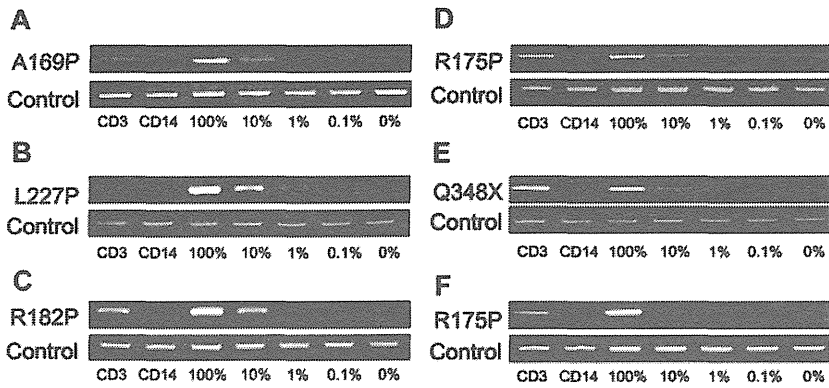 A
A169P
Control
CD3 CD14 100% 10% 1% 0.1% 0%
B
L227P
Control
CD3 CD14 100% 10% 1% 0.1% 0%
C
R182P
Control
CD3 CD14 100% 10% 1% 0.1% 0%
D
R175P
Control
CD3 CD14 100% 10% 1% 0.1% 0%
E
Q348X
Control
CD3 CD14 100% 10% 1% 0.1% 0%
F
R175P
Control
CD3 CD14 100% 10% 1% 0.1% 0%